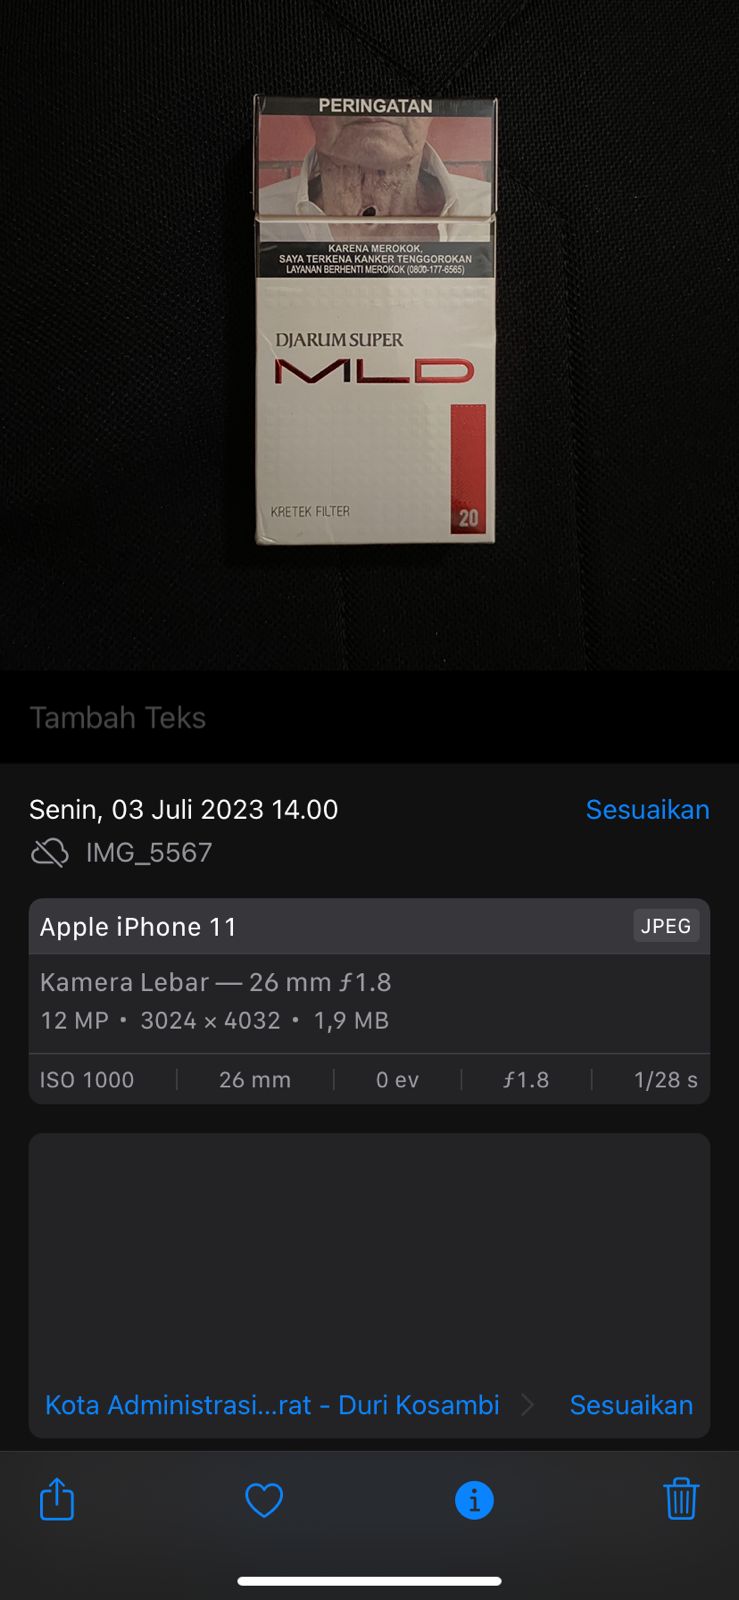 PERINGATAN
KARENA MEROKOK,
SAYA TERKENA KANKER TENGGOROKAN
LAYANAN BERHENTI MEROKOK (0800-177-6565)
DJARUM SUPER
MLD
KRETEK FILTER
20
Tambah Teks
Senin, 03 Juli 2023 14.00
Sesuaikan
IMG_5567
Apple iPhone 11
JPEG
Kamera Lebar — 26 mm ƒ1.8
12 MP • 3024 × 4032 • 1,9 MB
ISO 1000 26 mm 0 ev ƒ1.8 1/28 s
Kota Administrasi...rat - Duri Kosambi
Sesuaikan